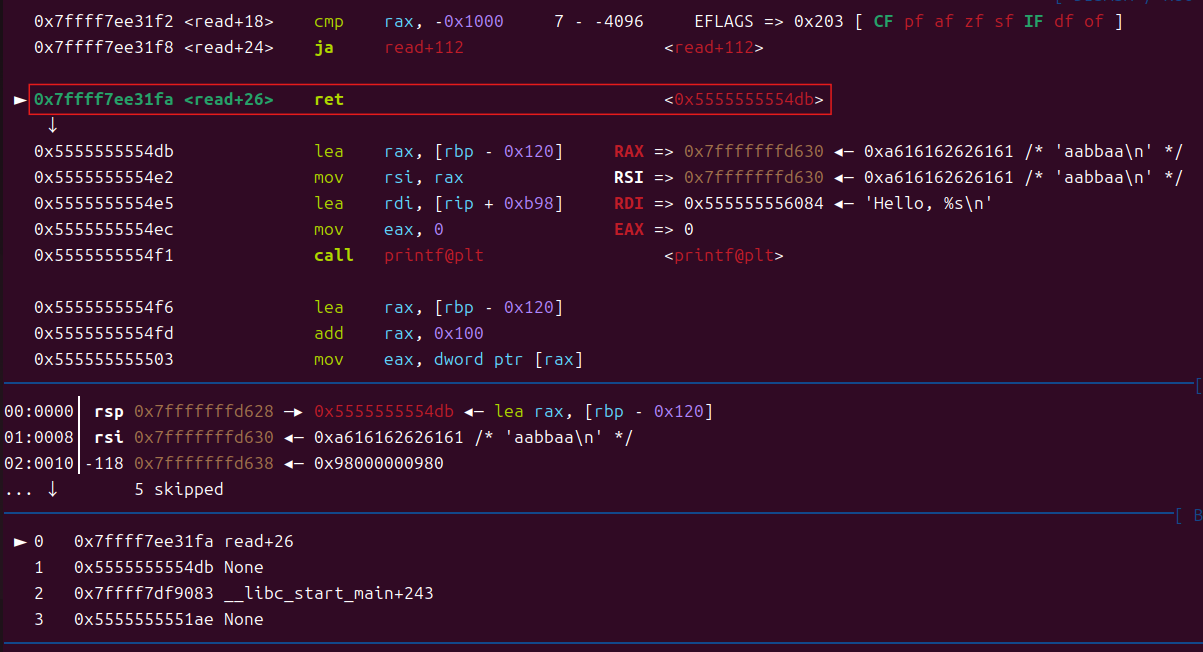 0x7ffff7ee31f2 <read+18>    cmp    rax, -0x1000     7 - -4096     EFLAGS => 0x203 [ CF pf af zf sf IF df of ]
0x7ffff7ee31f8 <read+24>    ja     read+112                    <read+112>
► 0x7ffff7ee31fa <read+26>    ret                                <0x5555555554db>
↓
0x5555555554db              lea    rax, [rbp - 0x120]     RAX => 0x7fffffffd630 ◂— 0xa616162626161 /* 'aabbaa\n' */
0x5555555554e2              mov    rsi, rax               RSI => 0x7fffffffd630 ◂— 0xa616162626161 /* 'aabbaa\n' */
0x5555555554e5              lea    rdi, [rip + 0xb98]     RDI => 0x555555556084 ◂— 'Hello, %s\n'
0x5555555554ec              mov    eax, 0                 EAX => 0
0x5555555554f1              call   printf@plt                  <printf@plt>
0x5555555554f6              lea    rax, [rbp - 0x120]
0x5555555554fd              add    rax, 0x100
0x555555555503              mov    eax, dword ptr [rax]
00:0000│ rsp 0x7fffffffd628 —▸ 0x5555555554db ◂— lea rax, [rbp - 0x120]
01:0008│ rsi 0x7fffffffd630 ◂— 0xa616162626161 /* 'aabbaa\n' */
02:0010│-118 0x7fffffffd638 ◂— 0x98000000980
... ↓     5 skipped
[ B
► 0   0x7ffff7ee31fa read+26
1   0x5555555554db None
2   0x7ffff7df9083 __libc_start_main+243
3   0x5555555551ae None